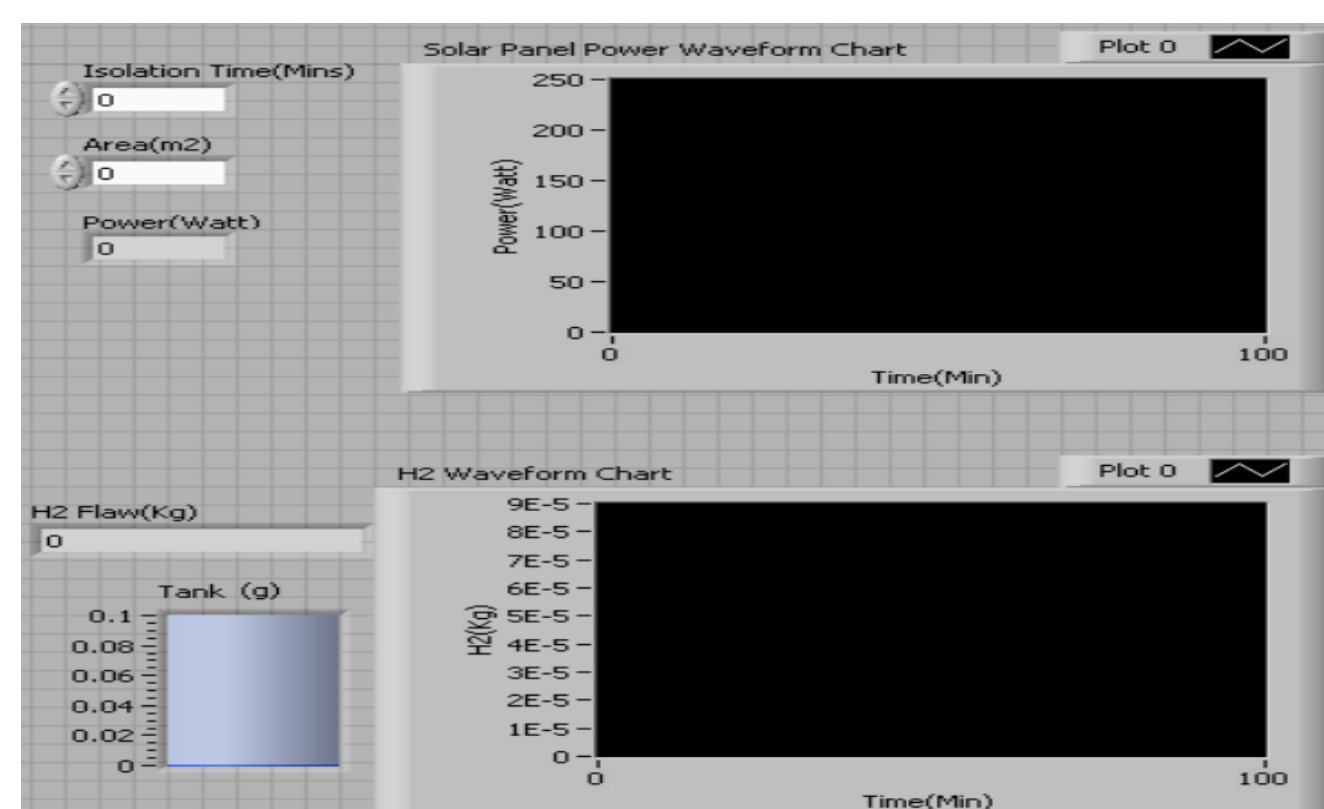 Isolation Time(Mins)
0
Area(m2)
0
Power(Watt)
0
Solar Panel Power Waveform Chart
Plot 0
Power(Watt)
250
200
150
100
50
0
0
100
Time(Min)
H2 Flaw(Kg)
0
Tank (g)
0.1
0.08
0.06
0.04
0.02
0
H2 Waveform Chart
Plot 0
H2(Kg)
9E-5
8E-5
7E-5
6E-5
5E-5
4E-5
3E-5
2E-5
1E-5
0
0
100
Time(Min)